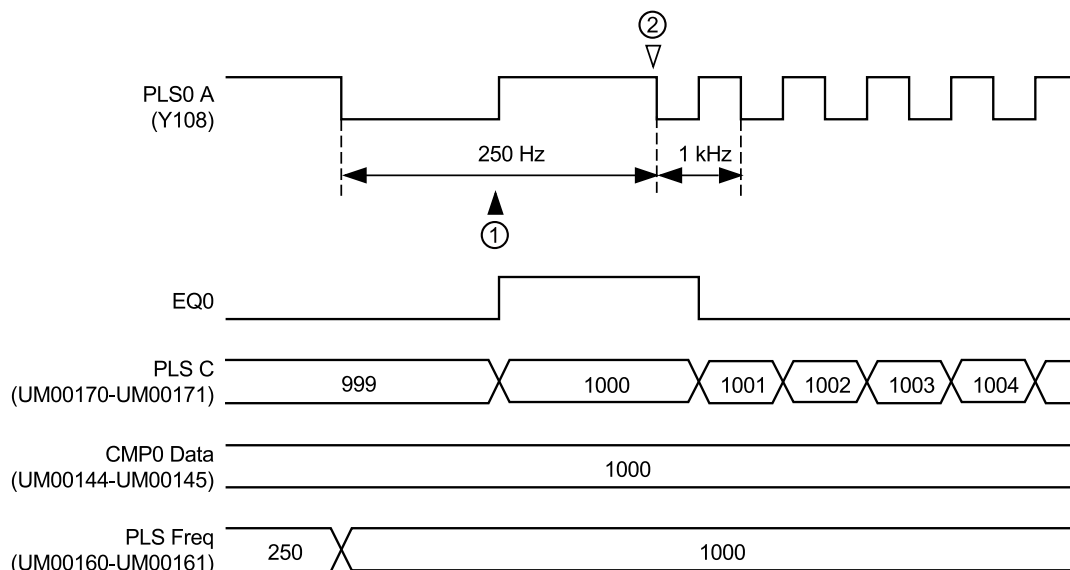 ②
PLS0 A
(Y108)
250 Hz
1 kHz
①
EQ0
PLS C
(UM00170-UM00171)
999
1000
1001
1002
1003
1004
CMP0 Data
(UM00144-UM00145)
1000
PLS Freq
(UM00160-UM00161)
250
1000